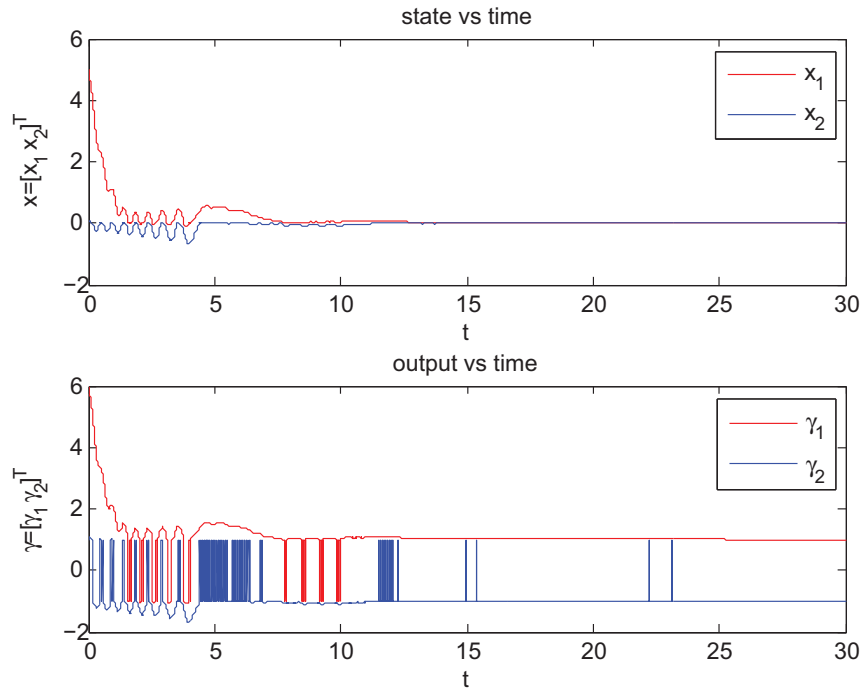 state vs time
6
4
2
0
−2
x=[x₁ x₂]ᵀ
x₁
x₂
0 5 10 15 20 25 30
t
output vs time
6
4
2
0
−2
γ=[γ₁ γ₂]ᵀ
γ₁
γ₂
0 5 10 15 20 25 30
t